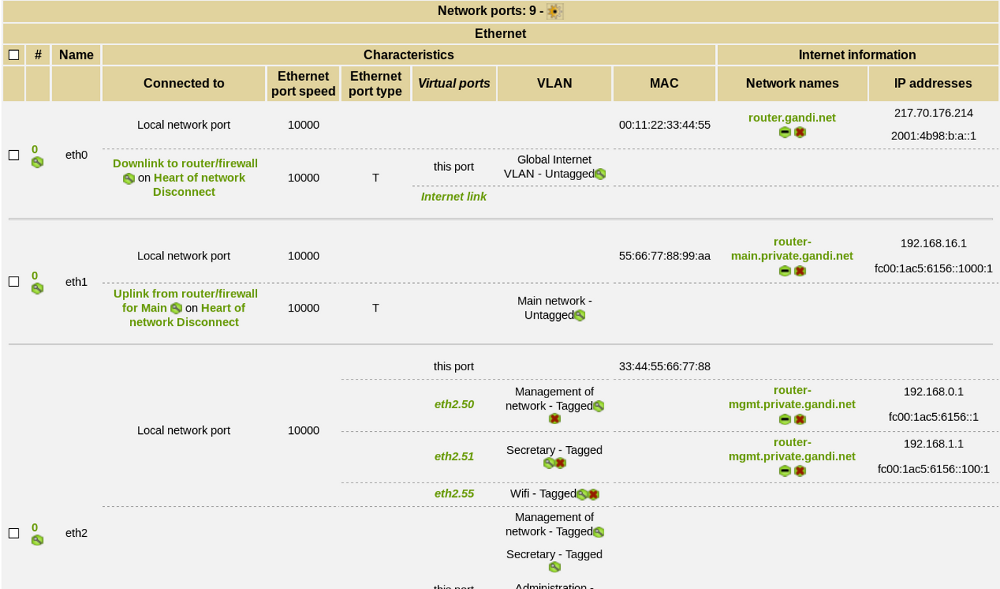 Network ports: 9 -
Ethernet
# Name Characteristics Internet information
Connected to Ethernet port speed Ethernet port type Virtual ports VLAN MAC Network names IP addresses
0
eth0
Local network port 10000 00:11:22:33:44:55 router.gandi.net 217.70.176.214
2001:4b98:b:a::1
Downlink to router/firewall
on Heart of network
Disconnect
10000 T this port Global Internet
VLAN - Untagged
Internet link
0
eth1
Local network port 10000 55:66:77:88:99:aa router-
main.private.gandi.net
192.168.16.1
fc00:1ac5:6156::1000:1
Uplink from router/firewall
for Main on Heart of
network Disconnect
10000 T Main network -
Untagged
0
eth2
Local network port 10000
this port 33:44:55:66:77:88
eth2.50 Management of
network - Tagged
router-
mgmt.private.gandi.net
192.168.0.1
fc00:1ac5:6156::1
eth2.51 Secretary - Tagged
router-
mgmt.private.gandi.net
192.168.1.1
fc00:1ac5:6156::100:1
eth2.55 Wifi - Tagged
Management of
network - Tagged
Secretary - Tagged
this port Administration -